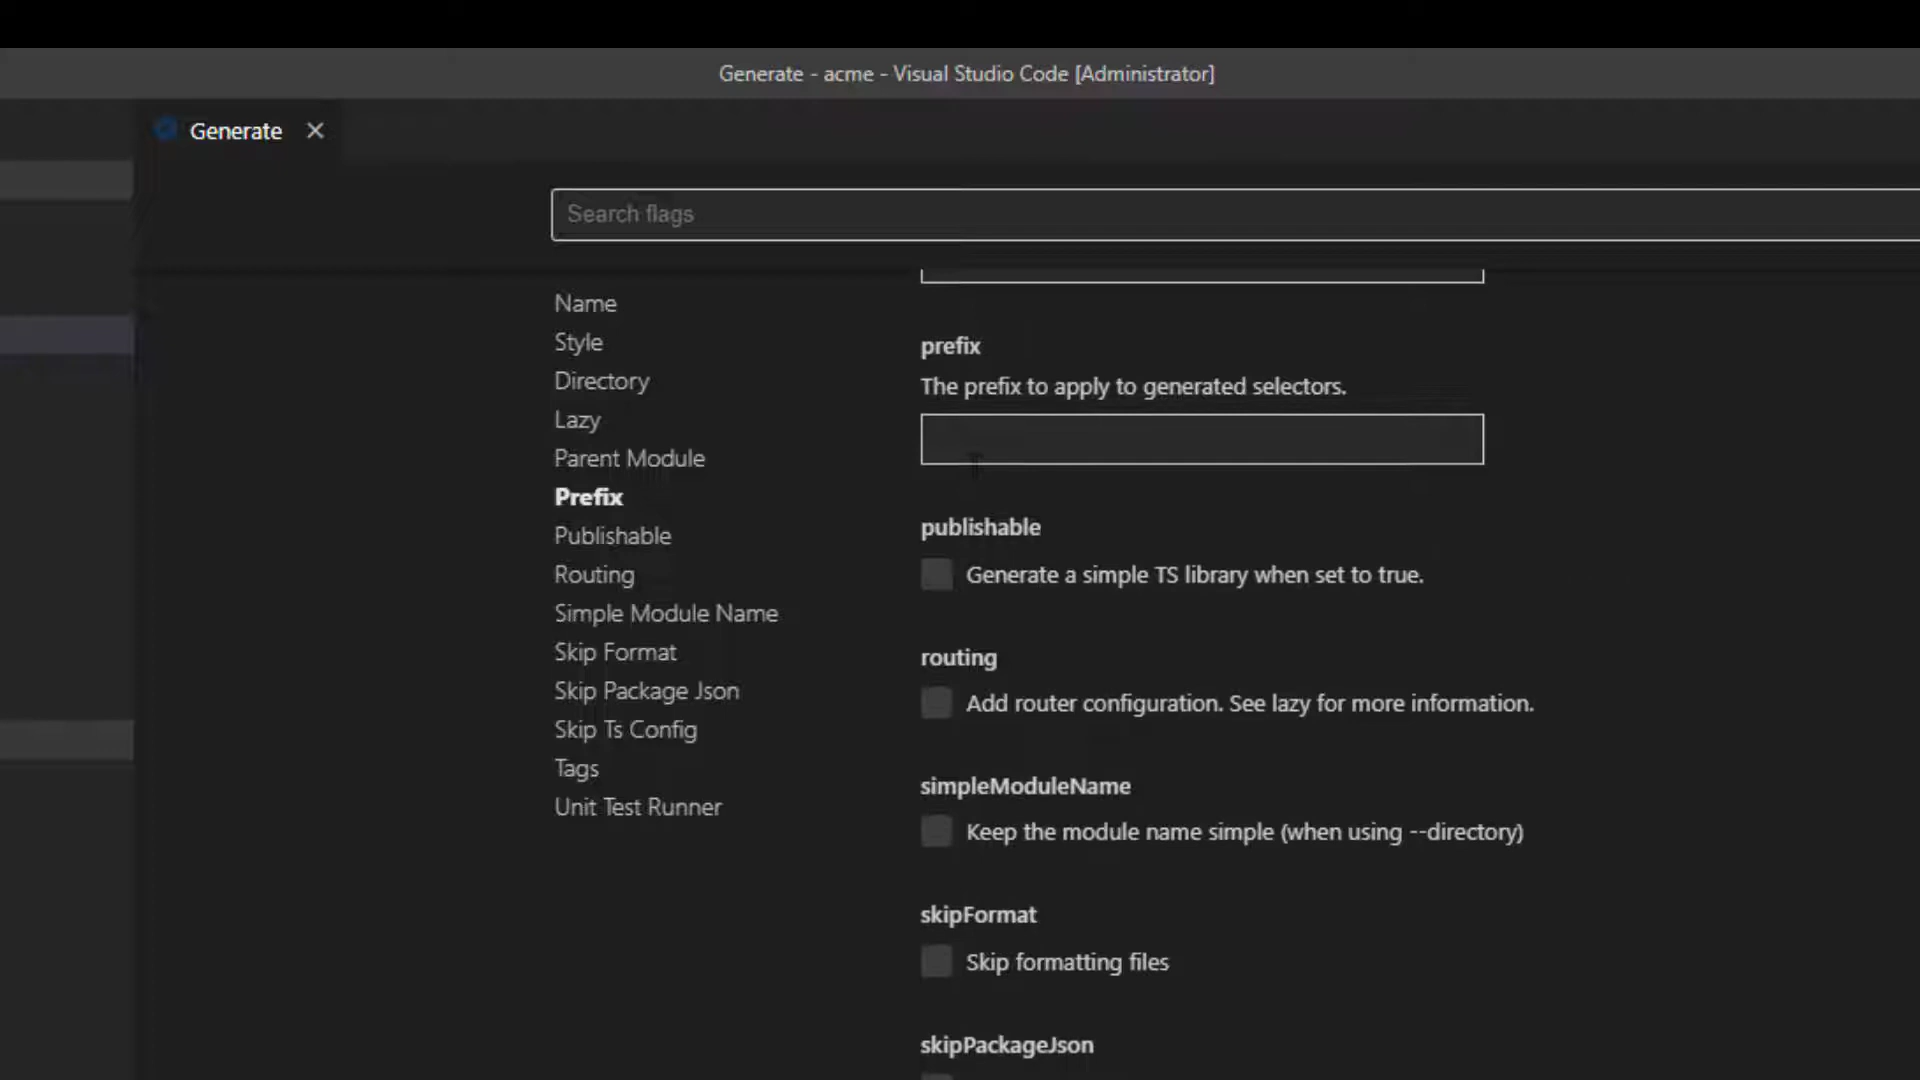 Generate - acme - Visual Studio Code [Administrator]
Generate
Search flags
Name
Style
Directory
Lazy
Parent Module
Prefix
Publishable
Routing
Simple Module Name
Skip Format
Skip Package Json
Skip Ts Config
Tags
Unit Test Runner
prefix
The prefix to apply to generated selectors.
publishable
Generate a simple TS library when set to true.
routing
Add router configuration. See lazy for more information.
simpleModuleName
Keep the module name simple (when using --directory)
skipFormat
Skip formatting files
skipPackageJson